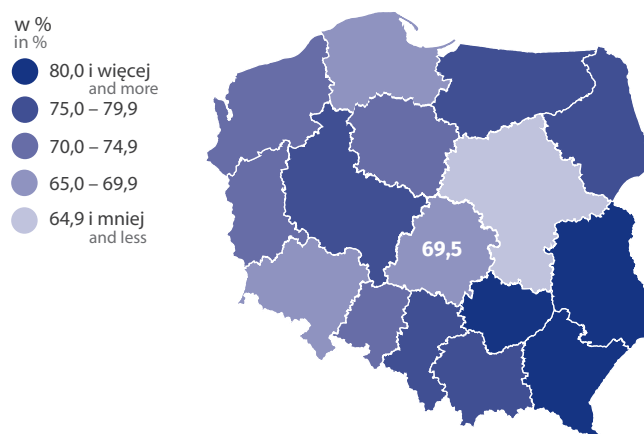 w %
in %
80,0 i więcej
and more
75,0 – 79,9
70,0 – 74,9
65,0 – 69,9
64,9 i mniej
and less
69,5